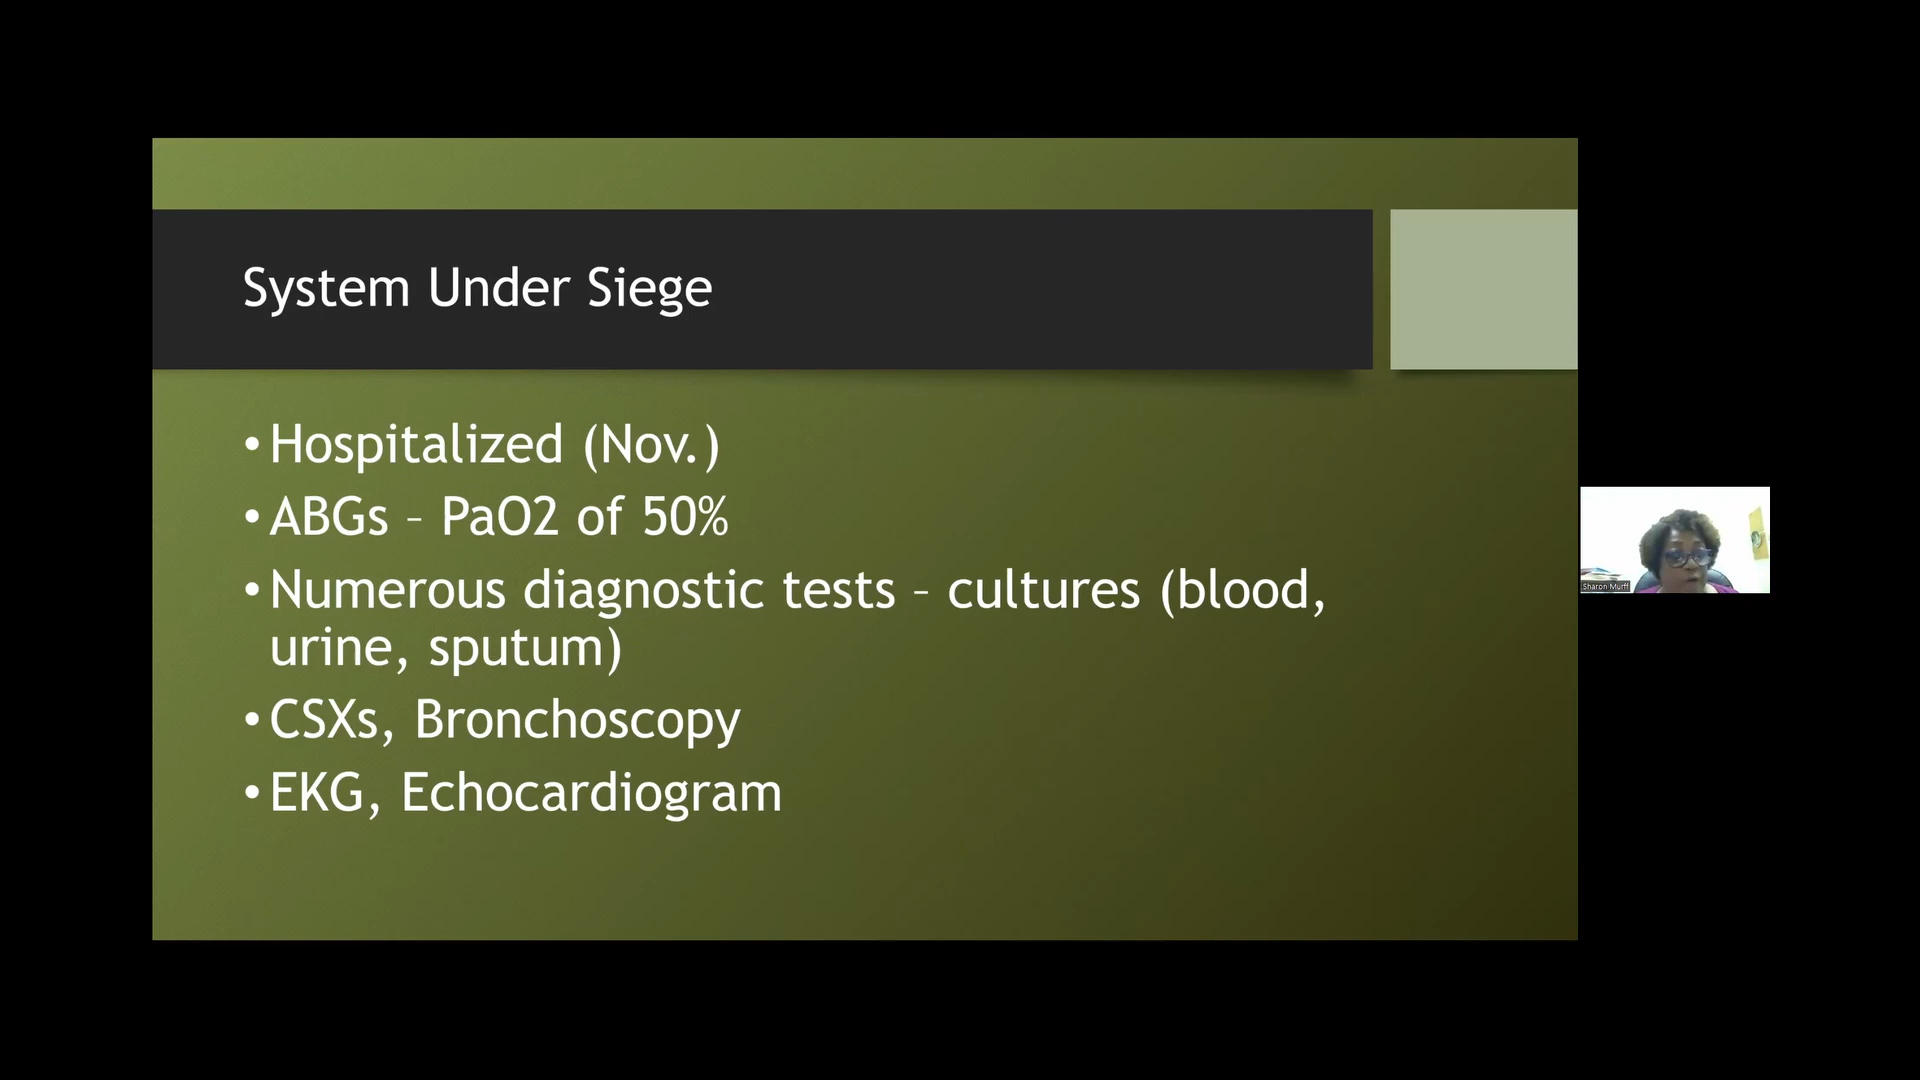 System Under Siege
• Hospitalized (Nov.)
• ABGs – PaO2 of 50%
• Numerous diagnostic tests – cultures (blood,
urine, sputum)
• CSXs, Bronchoscopy
• EKG, Echocardiogram
Sharon Murff